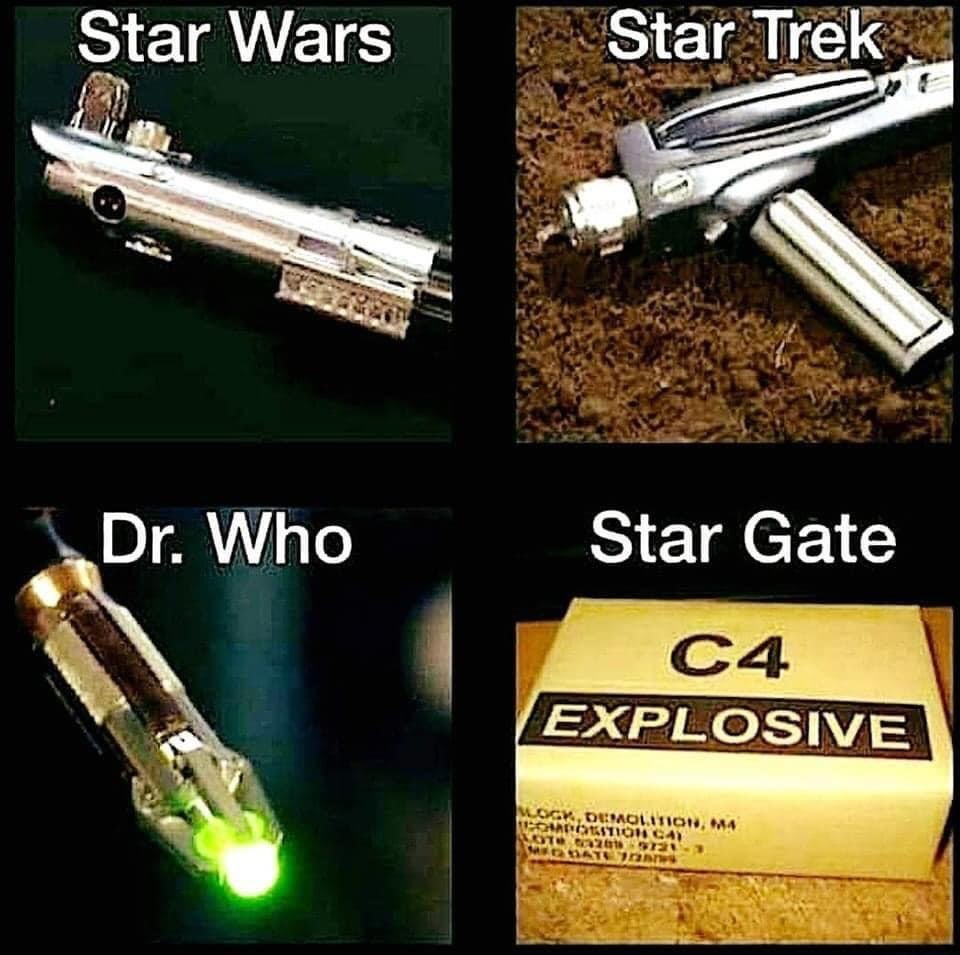 Star Wars
Star Trek
Dr. Who
Star Gate
C4
EXPLOSIVE
BLOCK, DEMOLITION, M4
(COMPOSITION C4)